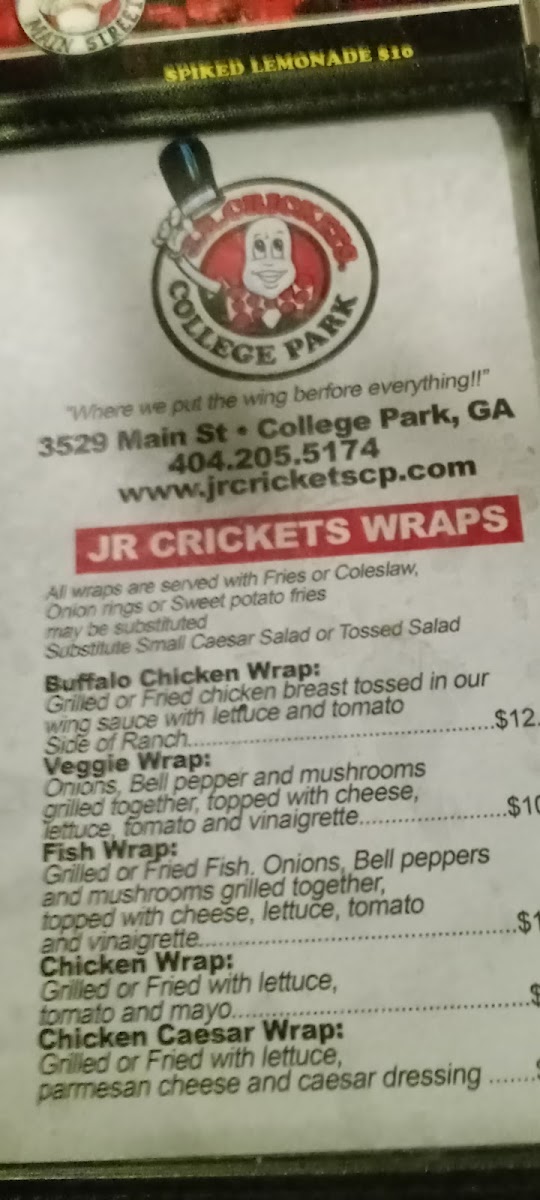 MAIN STREET
SPIKED LEMONADE $10
J.R. CRICKETS
COLLEGE PARK
"Where we put the wing berfore everything!!"
3529 Main St • College Park, GA
404.205.5174
www.jrcricketscp.com
JR CRICKETS WRAPS
All wraps are served with Fries or Coleslaw,
Onion rings or Sweet potato fries
may be substituted
Substitute Small Caesar Salad or Tossed Salad
Buffalo Chicken Wrap:
Grilled or Fried chicken breast tossed in our
wing sauce with lettuce and tomato
Side of Ranch..............................................$12.
Veggie Wrap:
Onions, Bell pepper and mushrooms
grilled together, topped with cheese,
lettuce, tomato and vinaigrette......................$10
Fish Wrap:
Grilled or Fried Fish. Onions, Bell peppers
and mushrooms grilled together,
topped with cheese, lettuce, tomato
and vinaigrette...............................................$1
Chicken Wrap:
Grilled or Fried with lettuce,
tomato and mayo............................................$
Chicken Caesar Wrap:
Grilled or Fried with lettuce,
parmesan cheese and caesar dressing .......$